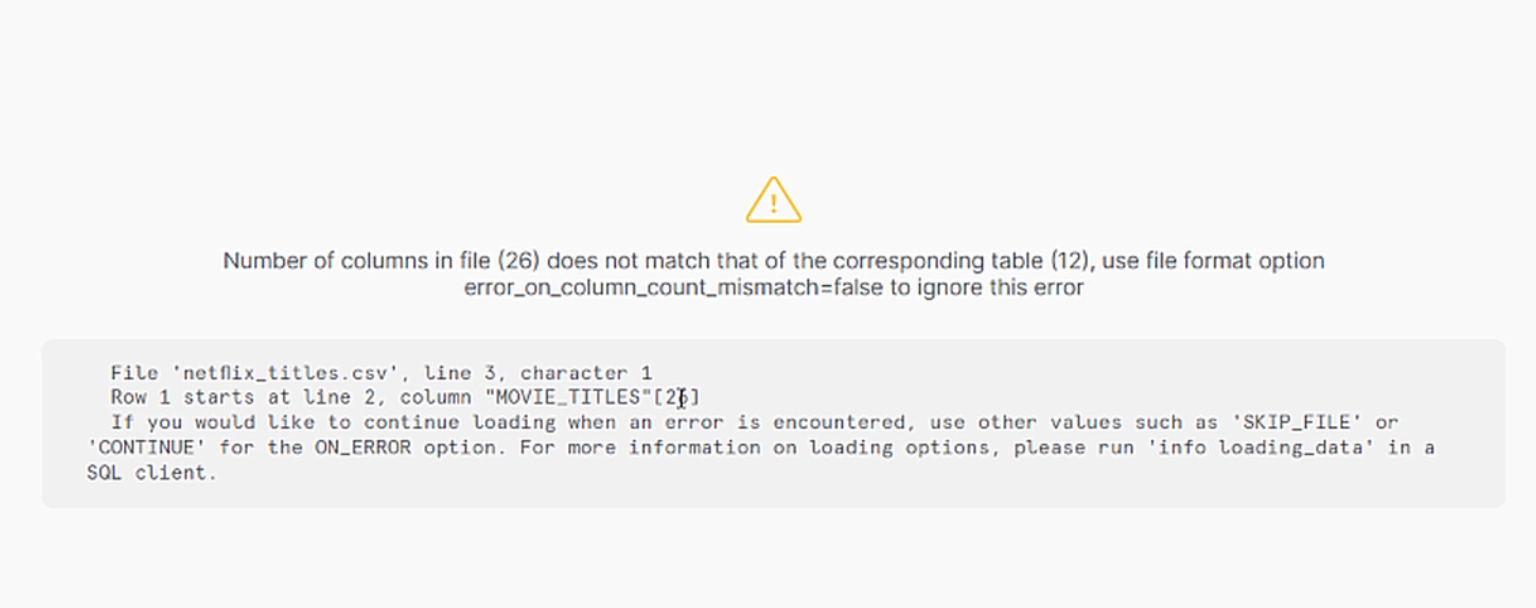 Number of columns in file (26) does not match that of the corresponding table (12), use file format option
error_on_column_count_mismatch=false to ignore this error
File 'netflix_titles.csv', line 3, character 1
Row 1 starts at line 2, column "MOVIE_TITLES"[26]
If you would like to continue loading when an error is encountered, use other values such as 'SKIP_FILE' or
'CONTINUE' for the ON_ERROR option. For more information on loading options, please run 'info loading_data' in a
SQL client.